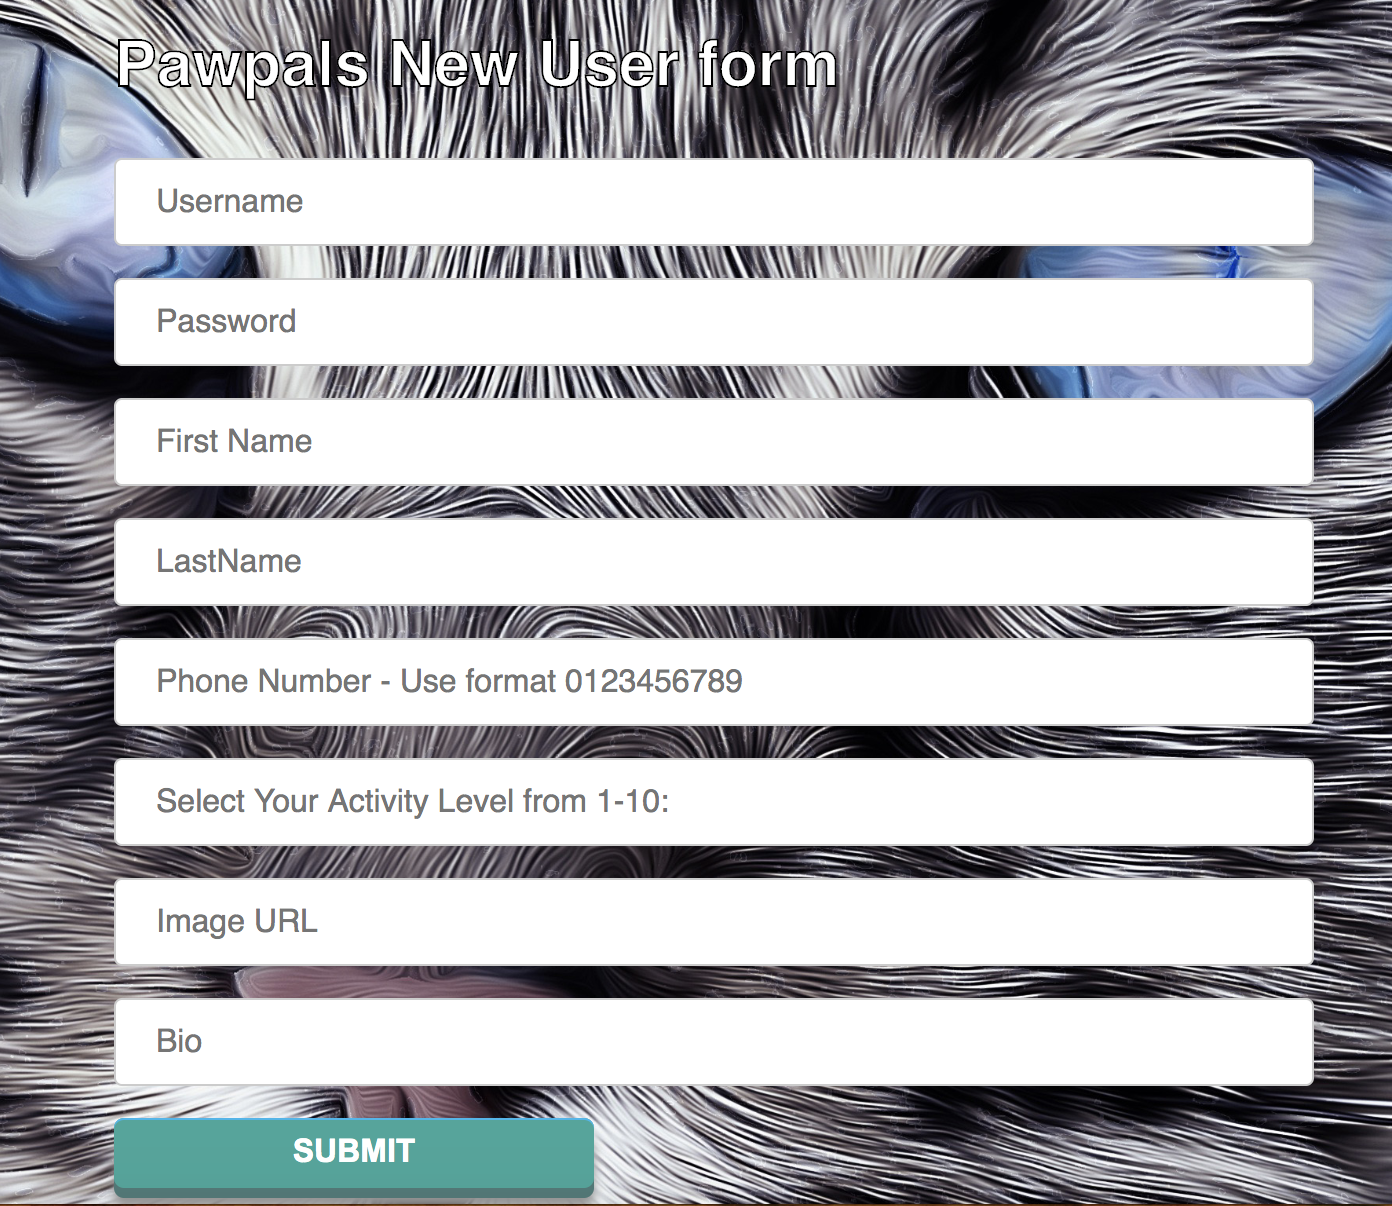 Pawpals New User form
Username
Password
First Name
LastName
Phone Number - Use format 0123456789
Select Your Activity Level from 1-10:
Image URL
Bio
SUBMIT